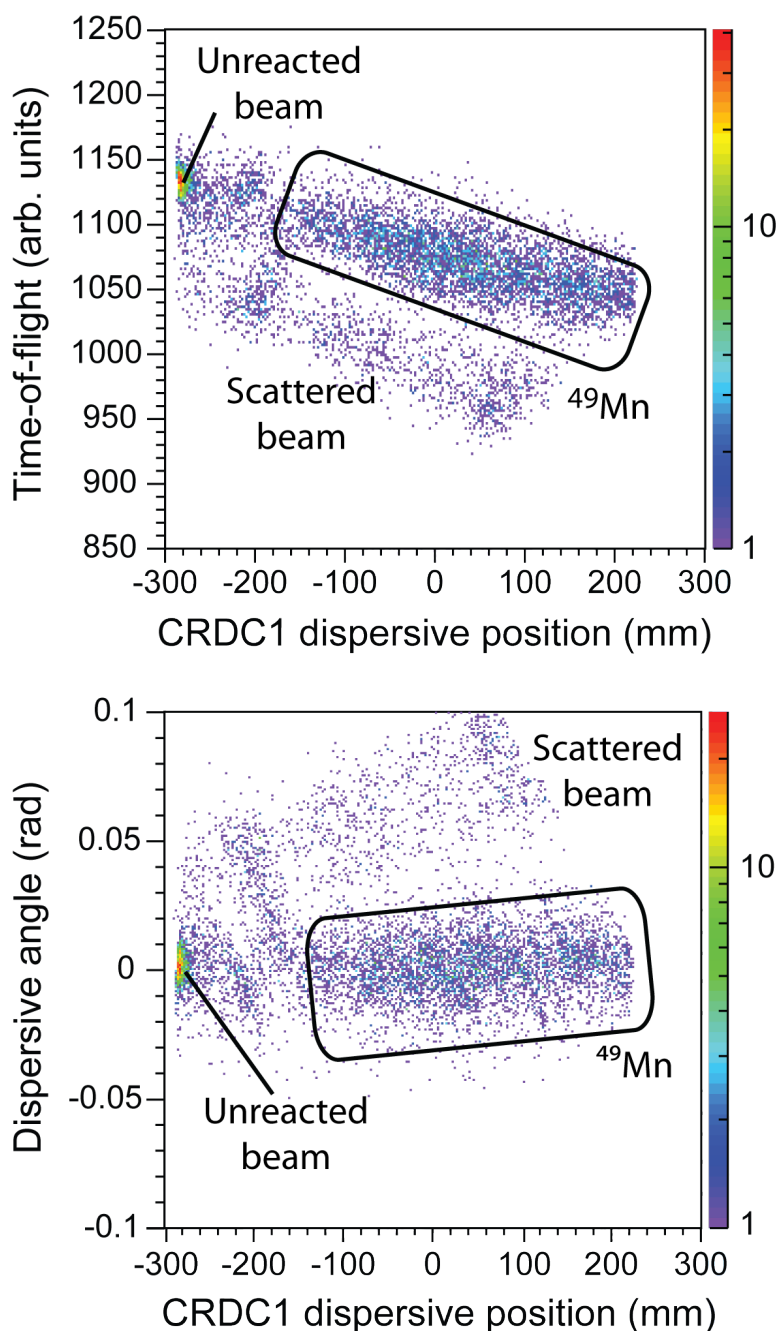 1250
1200
1150
1100
1050
1000
950
900
850
Time-of-flight (arb. units)
Unreacted
beam
Scattered
beam
⁴⁹Mn
10
1
-300 -200 -100 0 100 200 300
CRDC1 dispersive position (mm)
0.1
0.05
0
-0.05
-0.1
Dispersive angle (rad)
Scattered
beam
⁴⁹Mn
Unreacted
beam
10
1
-300 -200 -100 0 100 200 300
CRDC1 dispersive position (mm)